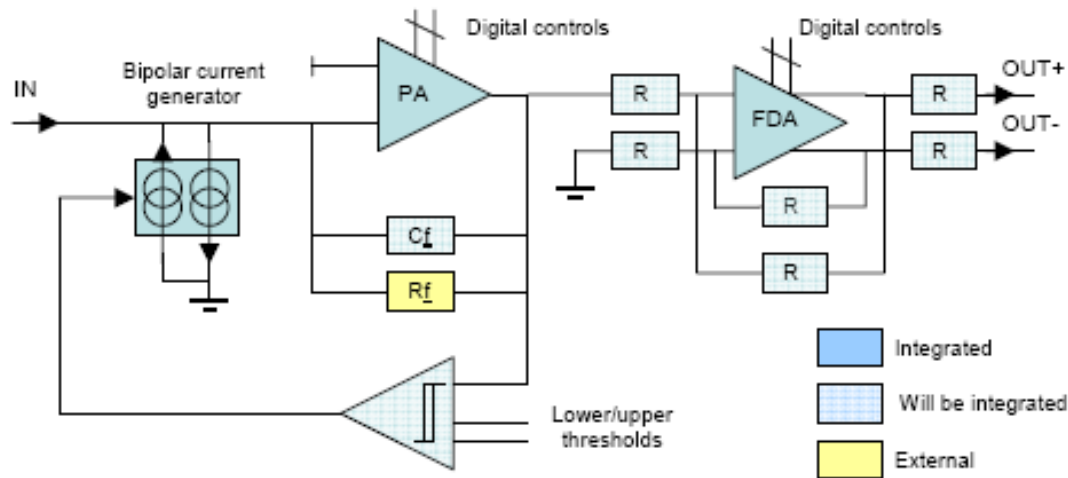 Digital controls
Digital controls
IN
Bipolar current
generator
PA
R
FDA
R
OUT+
OUT-
R
R
R
Cf
R
Rf
Integrated
Will be integrated
Lower/upper
thresholds
External